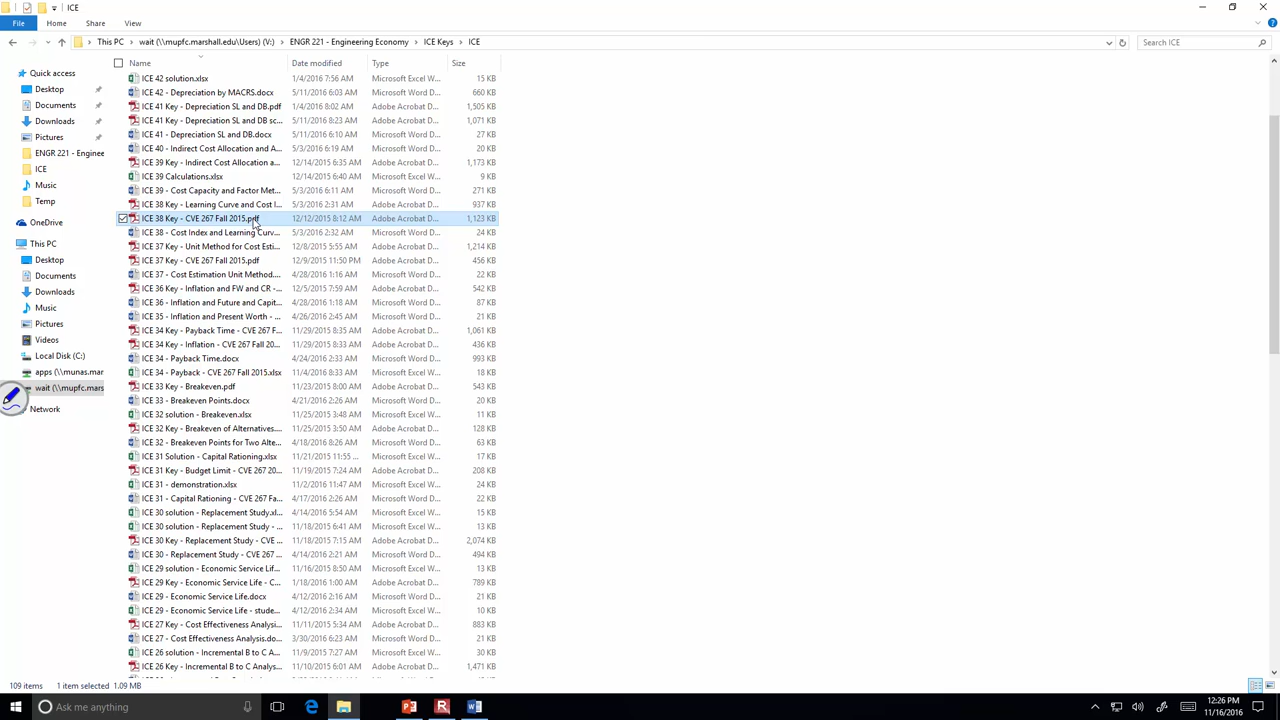 ICE
File Home Share View
This PC wait (\\mupfc.marshall.edu\Users) (V:) ENGR 221 - Engineering Economy ICE Keys ICE
Search ICE
Name Date modified Type Size
Quick access
Desktop
Documents
Downloads
Pictures
ENGR 221 - Enginee
ICE
Music
Temp
OneDrive
This PC
Desktop
Documents
Downloads
Music
Pictures
Videos
Local Disk (C:)
apps (\\munas.mar
wait (\\mupfc.mars
Network
ICE 42 solution.xlsx 1/4/2016 7:56 AM Microsoft Excel W... 15 KB
ICE 42 - Depreciation by MACRS.docx 5/11/2016 6:03 AM Microsoft Word D... 660 KB
ICE 41 Key - Depreciation SL and DB.pdf 1/4/2016 8:02 AM Adobe Acrobat D... 1,505 KB
ICE 41 Key - Depreciation SL and DB sc... 5/11/2016 8:23 AM Adobe Acrobat D... 1,071 KB
ICE 41 - Depreciation SL and DB.docx 5/11/2016 6:10 AM Microsoft Word D... 27 KB
ICE 40 - Indirect Cost Allocation and A... 5/3/2016 6:19 AM Microsoft Word D... 20 KB
ICE 39 Key - Indirect Cost Allocation a... 12/14/2015 6:35 AM Adobe Acrobat D... 1,173 KB
ICE 39 Calculations.xlsx 12/14/2015 6:40 AM Microsoft Excel W... 9 KB
ICE 39 - Cost Capacity and Factor Met... 5/3/2016 6:11 AM Microsoft Word D... 271 KB
ICE 38 Key - Learning Curve and Cost I... 5/3/2016 2:31 AM Adobe Acrobat D... 937 KB
ICE 38 Key - CVE 267 Fall 2015.pdf 12/12/2015 8:12 AM Adobe Acrobat D... 1,123 KB
ICE 38 - Cost Index and Learning Curv... 5/3/2016 2:32 AM Microsoft Word D... 24 KB
ICE 37 Key - Unit Method for Cost Esti... 12/8/2015 5:55 AM Adobe Acrobat D... 1,214 KB
ICE 37 Key - CVE 267 Fall 2015.pdf 12/9/2015 11:50 PM Adobe Acrobat D... 456 KB
ICE 37 - Cost Estimation Unit Method.... 4/28/2016 1:16 AM Microsoft Word D... 22 KB
ICE 36 Key - Inflation and FW and CR -... 12/5/2015 7:59 AM Adobe Acrobat D... 542 KB
ICE 36 - Inflation and Future and Capit... 4/28/2016 1:18 AM Microsoft Word D... 87 KB
ICE 35 - Inflation and Present Worth -... 4/26/2016 2:45 AM Microsoft Word D... 21 KB
ICE 34 Key - Payback Time - CVE 267 F... 11/29/2015 8:35 AM Adobe Acrobat D... 1,061 KB
ICE 34 Key - Inflation - CVE 267 Fall 20... 11/29/2015 8:33 AM Adobe Acrobat D... 436 KB
ICE 34 - Payback Time.docx 4/24/2016 2:33 AM Microsoft Word D... 993 KB
ICE 34 - Payback - CVE 267 Fall 2015.xlsx 11/4/2016 8:33 AM Microsoft Excel W... 18 KB
ICE 33 Key - Breakeven.pdf 11/23/2015 8:00 AM Adobe Acrobat D... 543 KB
ICE 33 - Breakeven Points.docx 4/21/2016 2:26 AM Microsoft Word D... 20 KB
ICE 32 solution - Breakeven.xlsx 11/25/2015 3:48 AM Microsoft Excel W... 11 KB
ICE 32 Key - Breakeven of Alternatives.... 11/25/2015 3:50 AM Adobe Acrobat D... 128 KB
ICE 32 - Breakeven Points for Two Alte... 4/18/2016 8:26 AM Microsoft Word D... 63 KB
ICE 31 Solution - Capital Rationing.xlsx 11/21/2015 11:55 ... Microsoft Excel W... 17 KB
ICE 31 Key - Budget Limit - CVE 267 20... 11/19/2015 7:24 AM Adobe Acrobat D... 208 KB
ICE 31 - demonstration.xlsx 11/2/2016 11:47 AM Microsoft Excel W... 9 KB
ICE 31 - Capital Rationing - CVE 267 Fa... 4/17/2016 2:26 AM Microsoft Word D... 22 KB
ICE 30 solution - Replacement Study.xl... 4/14/2016 5:54 AM Microsoft Excel W... 15 KB
ICE 30 solution - Replacement Study - ... 11/18/2015 6:41 AM Microsoft Excel W... 13 KB
ICE 30 Key - Replacement Study - CVE ... 11/18/2015 7:15 AM Adobe Acrobat D... 2,074 KB
ICE 30 - Replacement Study - CVE 267 ... 4/14/2016 2:21 AM Microsoft Word D... 494 KB
ICE 29 solution - Economic Service Lif... 11/16/2015 8:50 AM Microsoft Excel W... 13 KB
ICE 29 Key - Economic Service Life - C... 1/18/2016 1:00 AM Adobe Acrobat D... 789 KB
ICE 29 - Economic Service Life.docx 4/12/2016 2:16 AM Microsoft Word D... 21 KB
ICE 29 - Economic Service Life - stude... 4/12/2016 2:34 AM Microsoft Excel W... 10 KB
ICE 27 Key - Cost Effectiveness Analysi... 11/11/2015 5:34 AM Adobe Acrobat D... 883 KB
ICE 27 - Cost Effectiveness Analysis.do... 3/30/2016 6:23 AM Microsoft Word D... 21 KB
ICE 26 solution - Incremental B to C A... 11/9/2015 7:27 AM Microsoft Excel W... 30 KB
ICE 26 Key - Incremental B to C Analys... 11/10/2015 6:01 AM Adobe Acrobat D... 1,471 KB
109 items 1 item selected 1.09 MB
Ask me anything
12:26 PM
11/16/2016